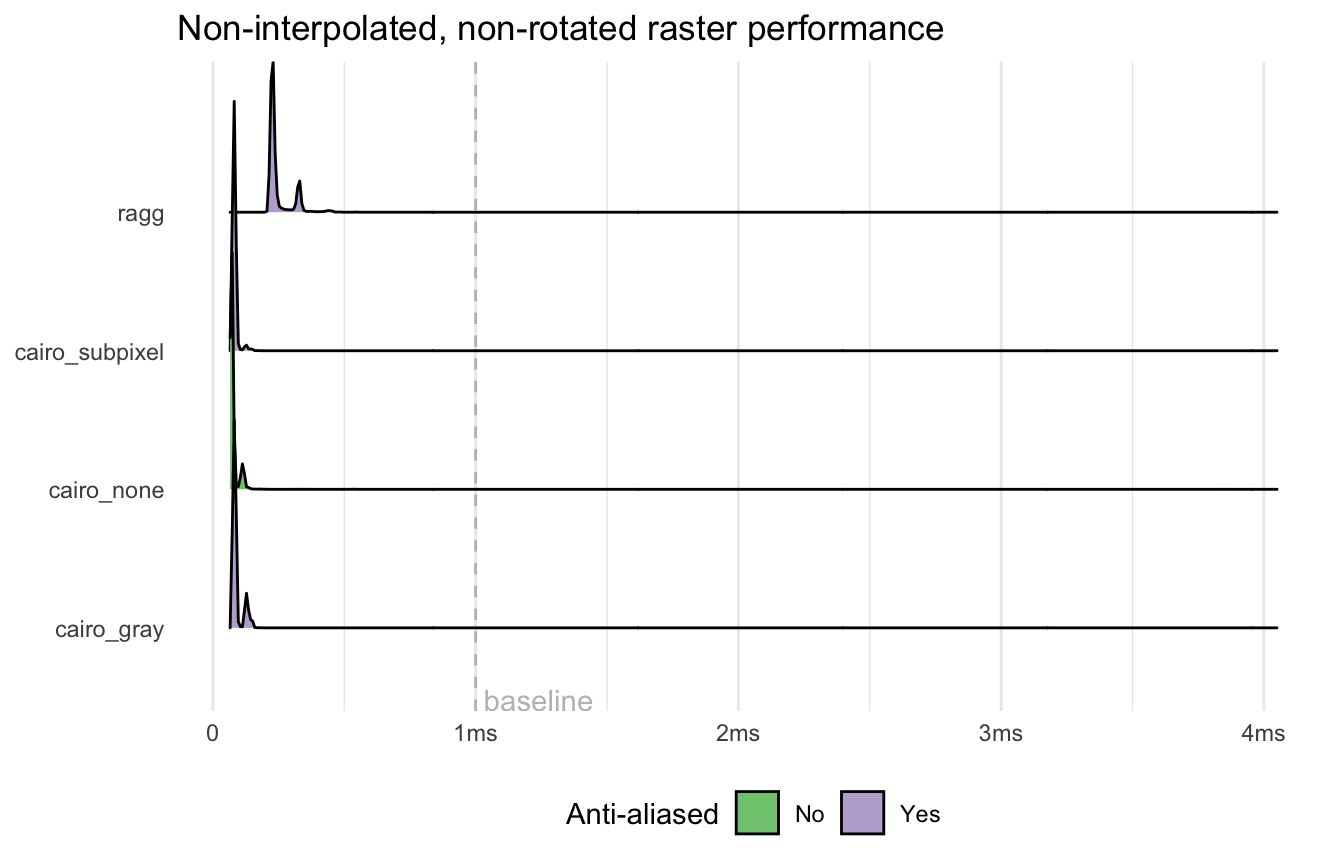 Non-interpolated, non-rotated raster performance
ragg
cairo_subpixel
cairo_none
cairo_gray
baseline
0 1ms 2ms 3ms 4ms
Anti-aliased No Yes